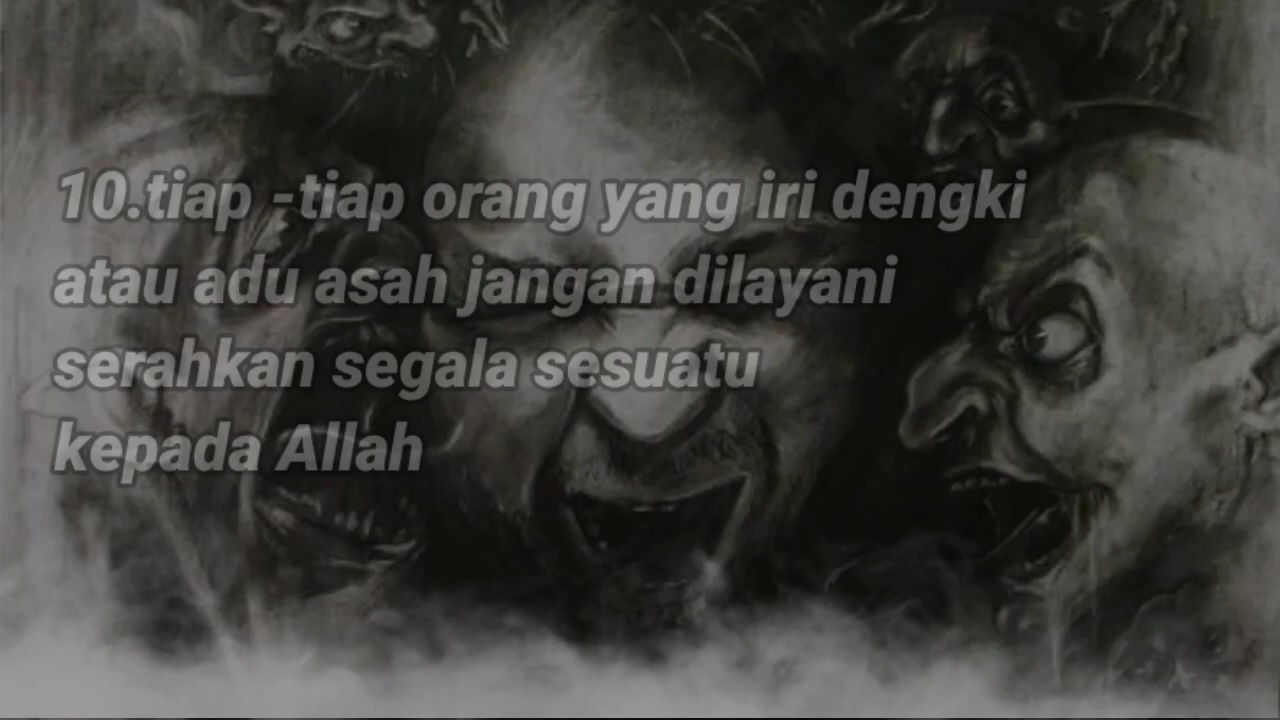 10.tiap -tiap orang yang iri dengki
atau adu asah jangan dilayani
serahkan segala sesuatu
kepada Allah